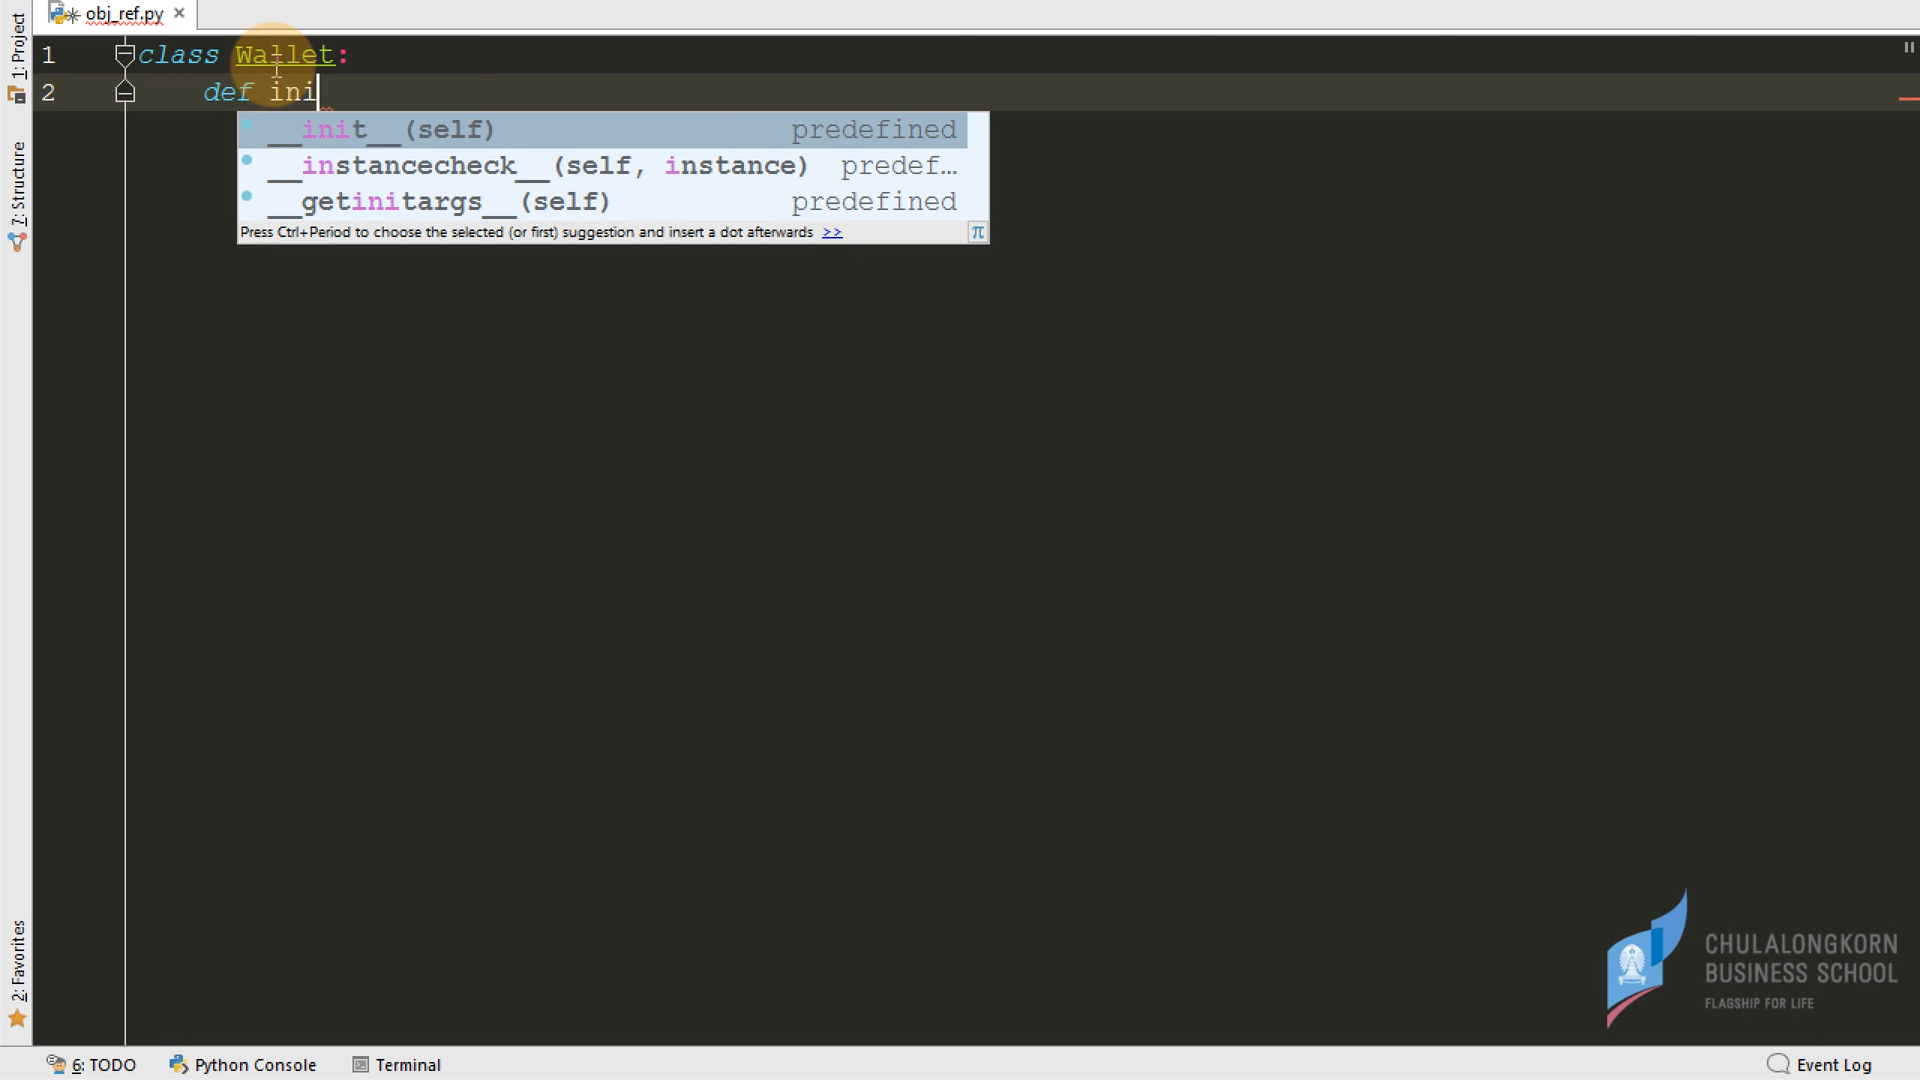 obj_ref.py
1: Project
1 class Wallet:
2 def ini
__init__(self) predefined
__instancecheck__(self, instance) predef...
__getinitargs__(self) predefined
Press Ctrl+Period to choose the selected (or first) suggestion and insert a dot afterwards >> π
7: Structure
2: Favorites
CHULALONGKORN
BUSINESS SCHOOL
FLAGSHIP FOR LIFE
6: TODO Python Console Terminal Event Log